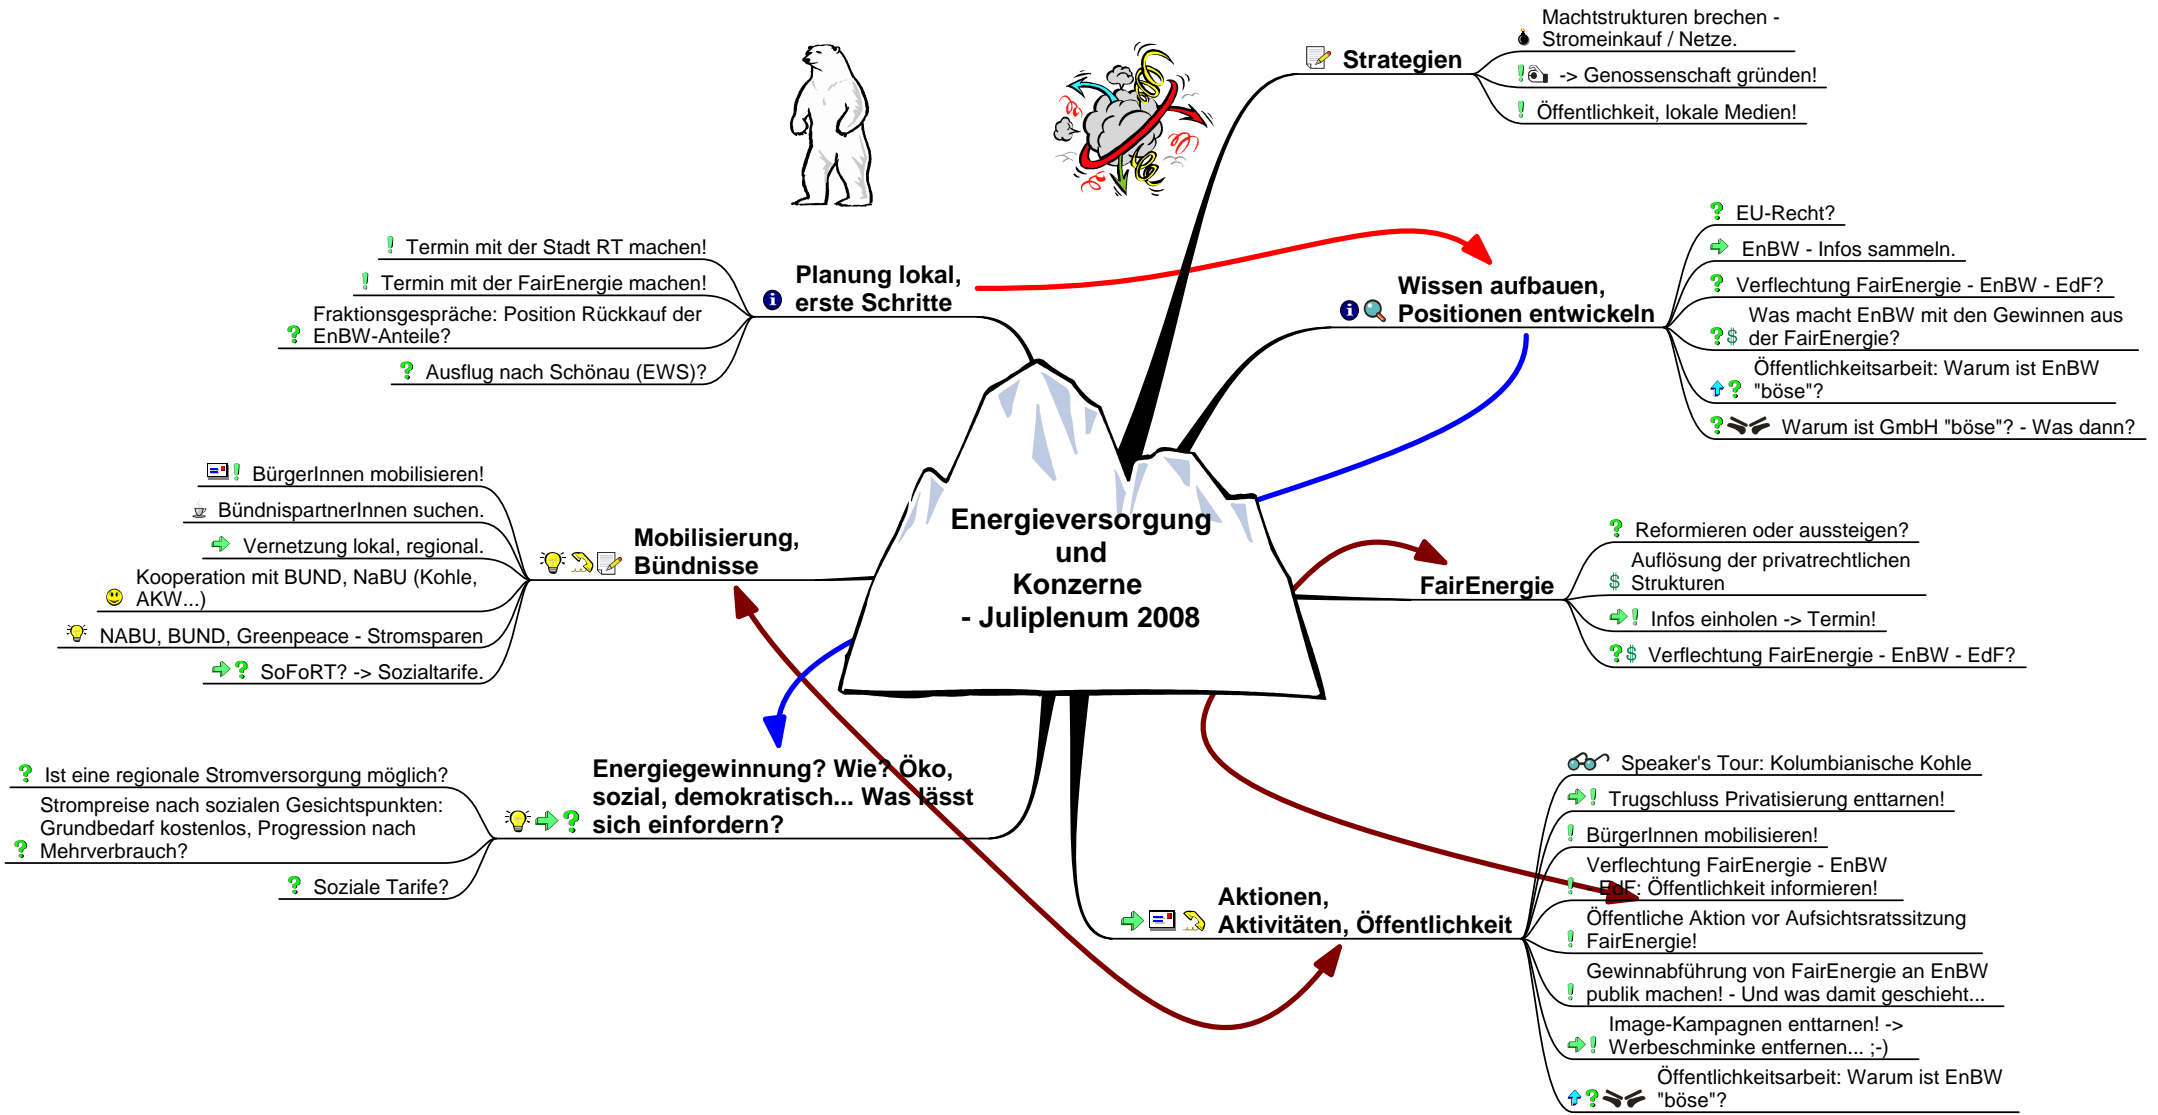 Machtstrukturen brechen -
Stromeinkauf / Netze.
Strategien
-> Genossenschaft gründen!
Öffentlichkeit, lokale Medien!
EU-Recht?
EnBW - Infos sammeln.
Wissen aufbauen,
Positionen entwickeln
Verflechtung FairEnergie - EnBW - EdF?
Was macht EnBW mit den Gewinnen aus
der FairEnergie?
Öffentlichkeitsarbeit: Warum ist EnBW
"böse"?
Warum ist GmbH "böse"? - Was dann?
Termin mit der Stadt RT machen!
Termin mit der FairEnergie machen!
Planung lokal,
erste Schritte
Fraktionsgespräche: Position Rückkauf der
EnBW-Anteile?
Ausflug nach Schönau (EWS)?
BürgerInnen mobilisieren!
BündnispartnerInnen suchen.
Vernetzung lokal, regional.
Mobilisierung,
Bündnisse
Kooperation mit BUND, NaBU (Kohle,
AKW...)
NABU, BUND, Greenpeace - Stromsparen
SoFoRT? -> Sozialtarife.
Energieversorgung
und
Konzerne
- Juliplenum 2008
Reformieren oder aussteigen?
FairEnergie
Auflösung der privatrechtlichen
Strukturen
Infos einholen -> Termin!
Verflechtung FairEnergie - EnBW - EdF?
Ist eine regionale Stromversorgung möglich?
Energiegewinnung? Wie? Öko,
sozial, demokratisch... Was lässt
sich einfordern?
Strompreise nach sozialen Gesichtspunkten:
Grundbedarf kostenlos, Progression nach
Mehrverbrauch?
Soziale Tarife?
Speaker's Tour: Kolumbianische Kohle
Trugschluss Privatisierung enttarnen!
BürgerInnen mobilisieren!
Verflechtung FairEnergie - EnBW
- EdF: Öffentlichkeit informieren!
Aktionen,
Aktivitäten, Öffentlichkeit
Öffentliche Aktion vor Aufsichtsratssitzung
FairEnergie!
Gewinnabführung von FairEnergie an EnBW
publik machen! - Und was damit geschieht...
Image-Kampagnen enttarnen! ->
Werbeschminke entfernen... ;-)
Öffentlichkeitsarbeit: Warum ist EnBW
"böse"?